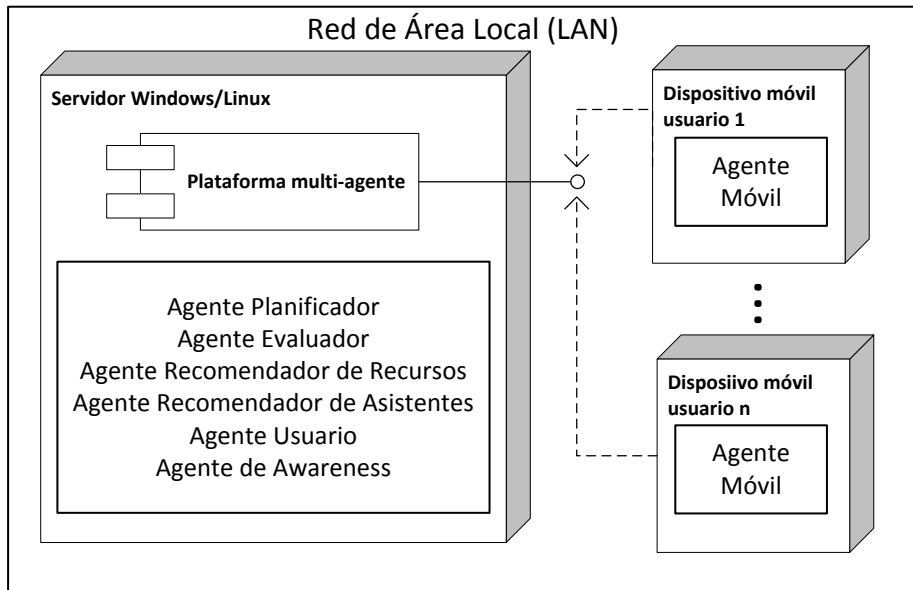 Red de Área Local (LAN)
Servidor Windows/Linux
Plataforma multi-agente
Agente Planificador
Agente Evaluador
Agente Recomendador de Recursos
Agente Recomendador de Asistentes
Agente Usuario
Agente de Awareness
Dispositivo móvil
usuario 1
Agente
Móvil
Disposiivo móvil
usuario n
Agente
Móvil